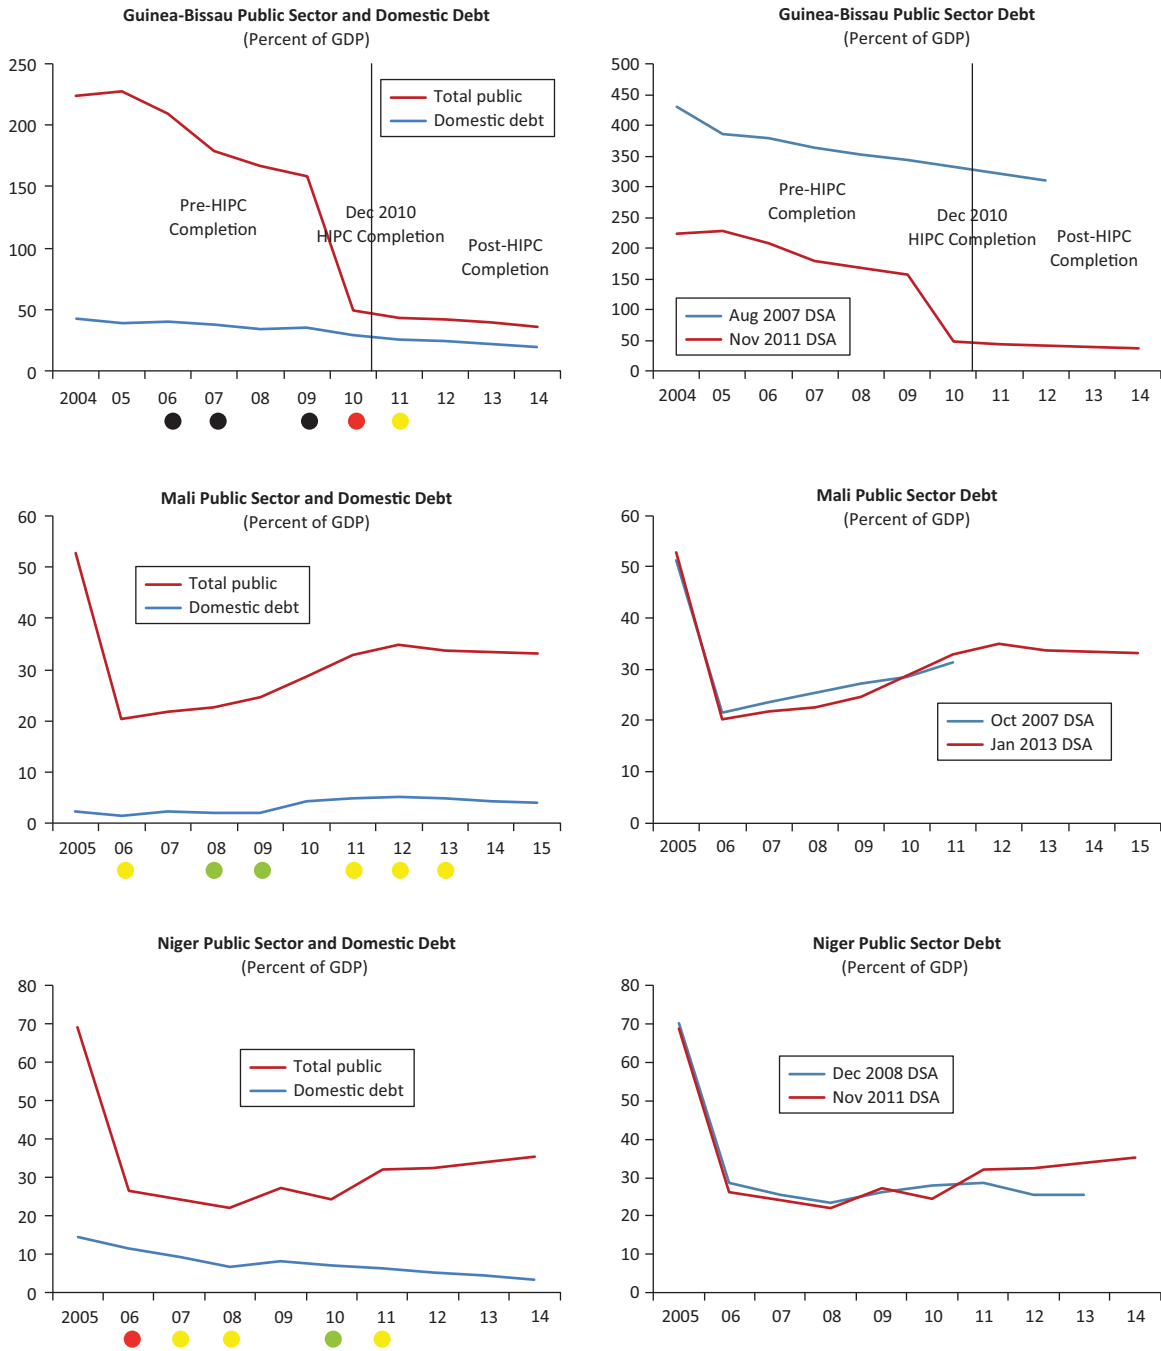 Guinea-Bissau Public Sector and Domestic Debt
(Percent of GDP)
250
200
150
100
50
0
Total public
Domestic debt
Pre-HIPC
Completion
Dec 2010
HIPC Completion
Post-HIPC
Completion
2004 05 06 07 08 09 10 11 12 13 14
Guinea-Bissau Public Sector Debt
(Percent of GDP)
500
450
400
350
300
250
200
150
100
50
0
Pre-HIPC
Completion
Dec 2010
HIPC Completion
Post-HIPC
Completion
Aug 2007 DSA
Nov 2011 DSA
2004 05 06 07 08 09 10 11 12 13 14
Mali Public Sector and Domestic Debt
(Percent of GDP)
60
50
40
30
20
10
0
Total public
Domestic debt
2005 06 07 08 09 10 11 12 13 14 15
Mali Public Sector Debt
(Percent of GDP)
60
50
40
30
20
10
0
Oct 2007 DSA
Jan 2013 DSA
2005 06 07 08 09 10 11 12 13 14 15
Niger Public Sector and Domestic Debt
(Percent of GDP)
80
70
60
50
40
30
20
10
0
Total public
Domestic debt
2005 06 07 08 09 10 11 12 13 14
Niger Public Sector Debt
(Percent of GDP)
80
70
60
50
40
30
20
10
0
Dec 2008 DSA
Nov 2011 DSA
2005 06 07 08 09 10 11 12 13 14